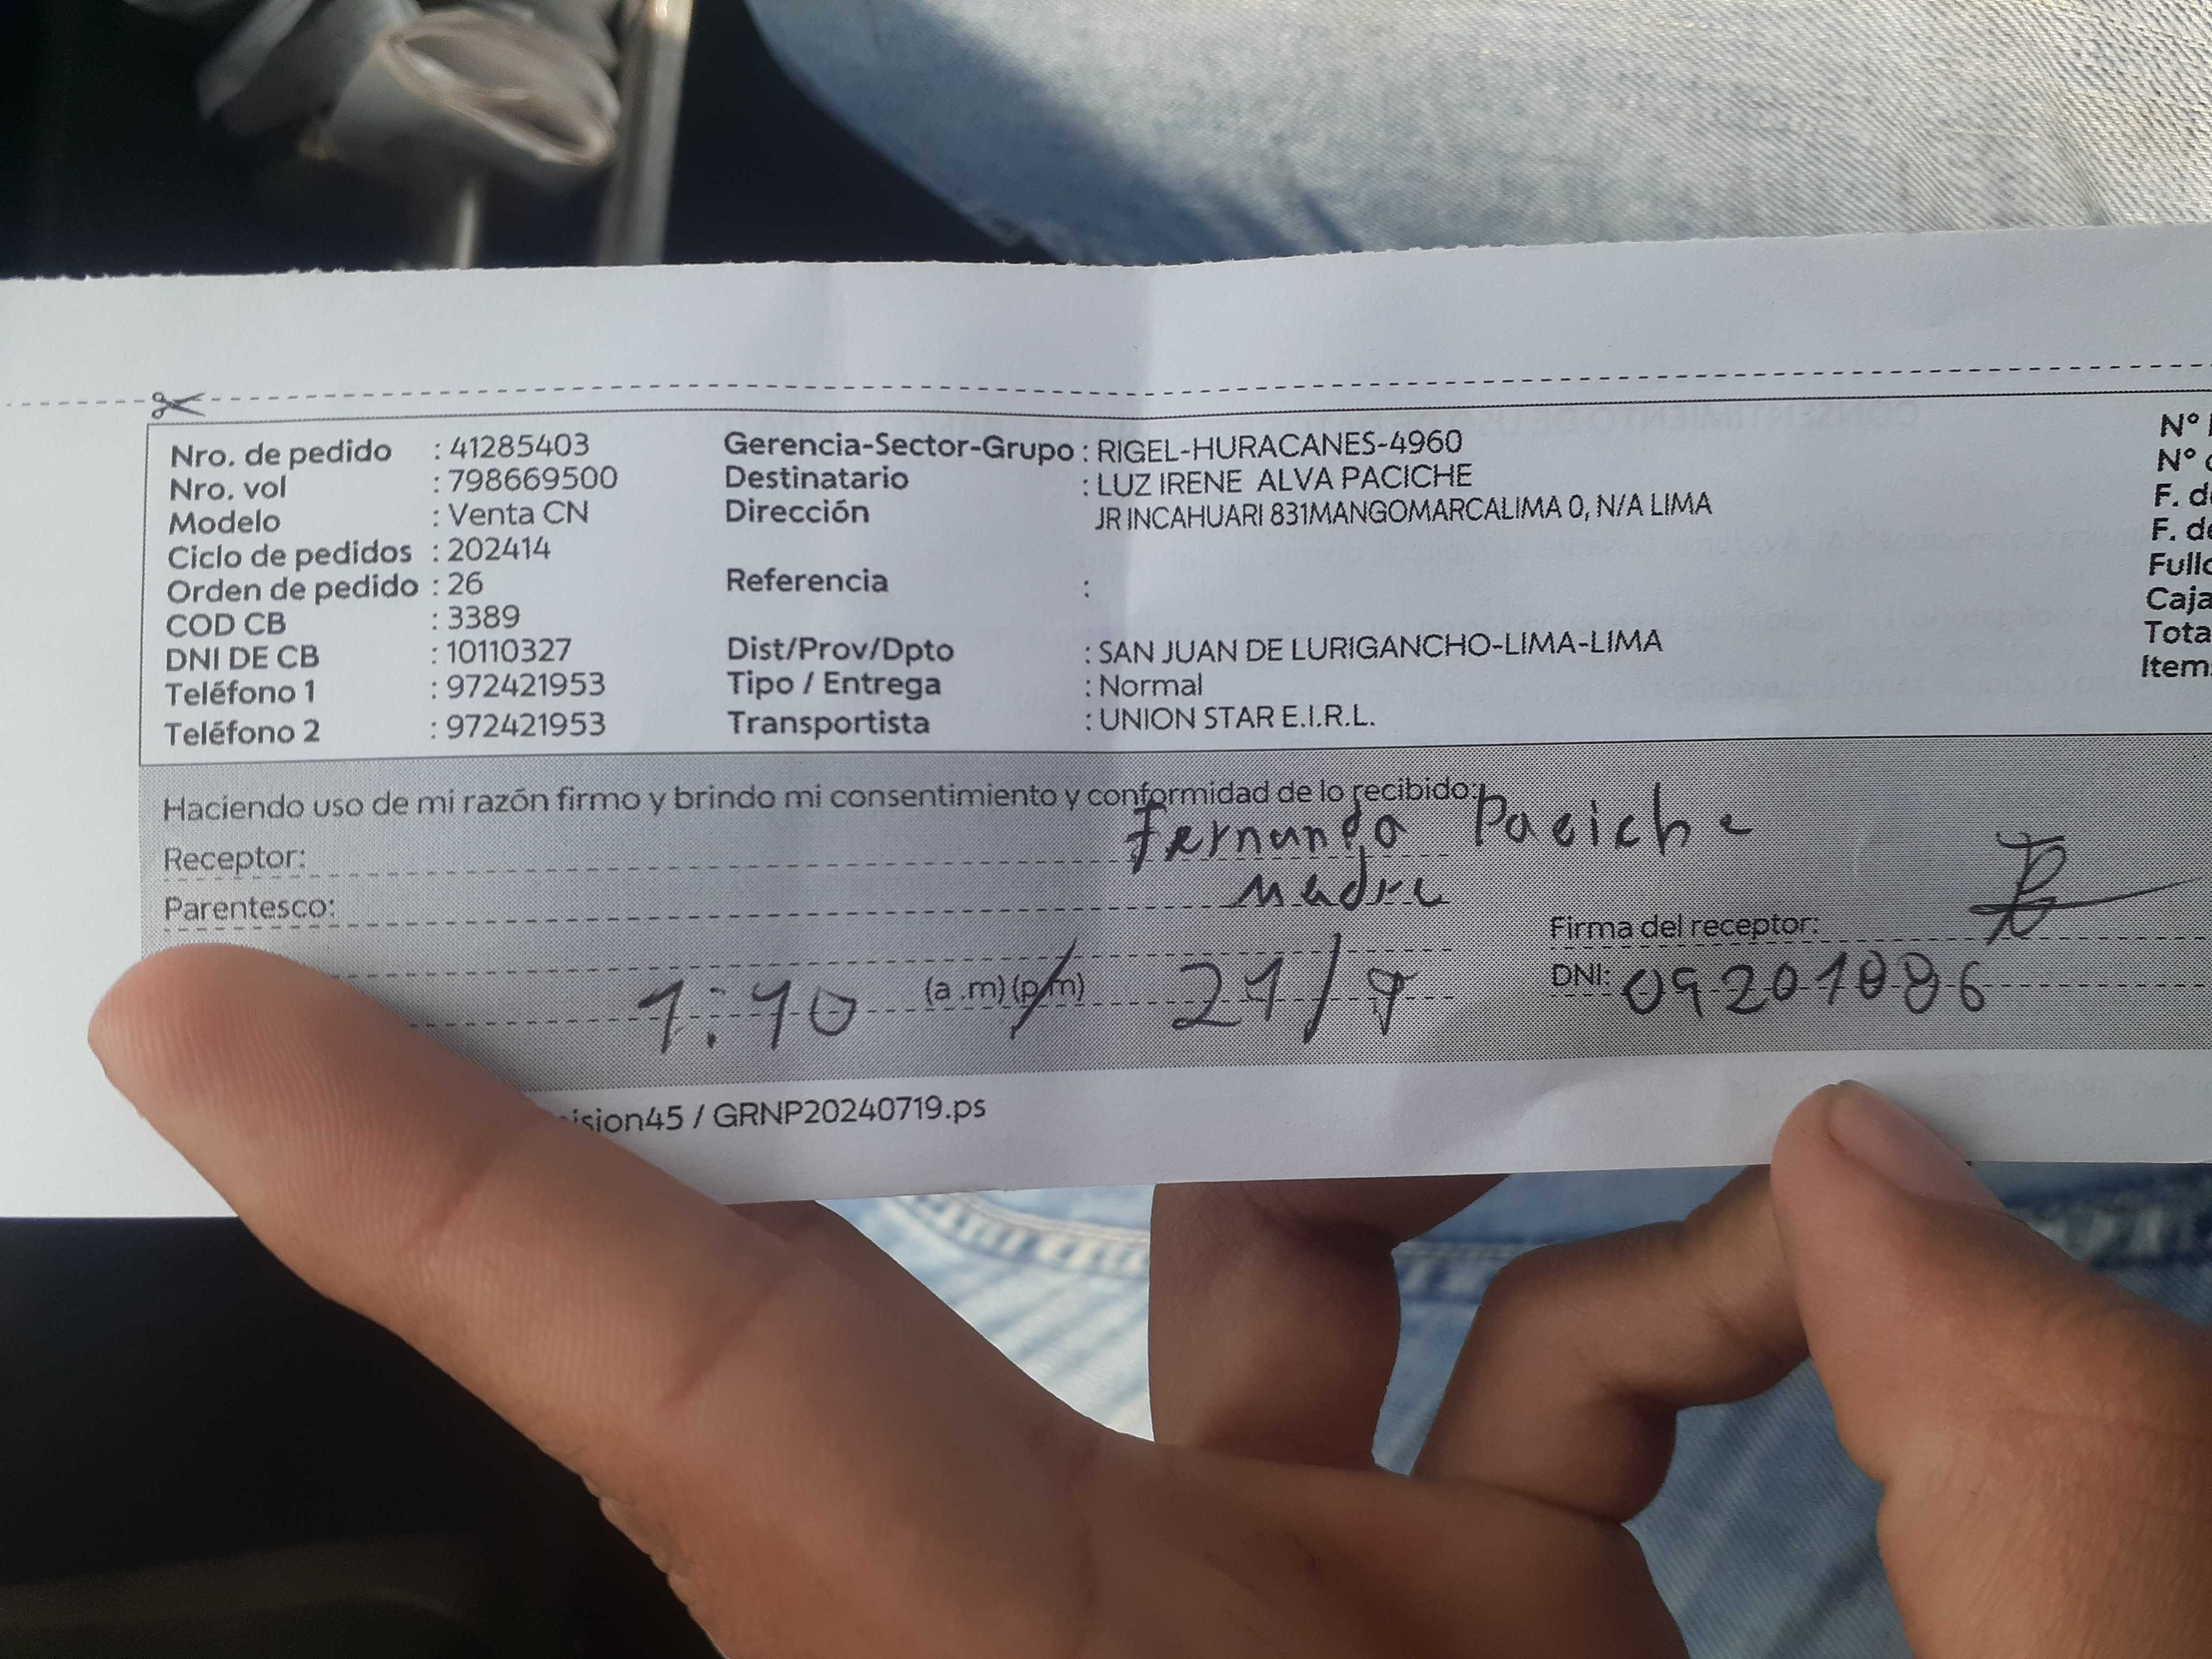 Nro. de pedido : 41285403
Nro. vol : 798669500
Modelo : Venta CN
Ciclo de pedidos : 202414
Orden de pedido : 26
COD CB : 3389
DNI DE CB : 10110327
Teléfono 1 : 972421953
Teléfono 2 : 972421953
Gerencia-Sector-Grupo : RIGEL-HURACANES-4960
Destinatario : LUZ IRENE ALVA PACICHE
Dirección JR INCAHUARI 831MANGOMARCALIMA 0, N/A LIMA
Referencia :
Dist/Prov/Dpto : SAN JUAN DE LURIGANCHO-LIMA-LIMA
Tipo / Entrega : Normal
Transportista : UNION STAR E.I.R.L.
N°
N°
F.
F.
Caja
Haciendo uso de mi razón firmo y brindo mi consentimiento y conformidad de lo recibido:
Receptor: Fernanda Paciche
Parentesco: Madre
Firma del receptor:
1:10 (a .m) (p.m)
DNI:
/ GRNP20240719.ps